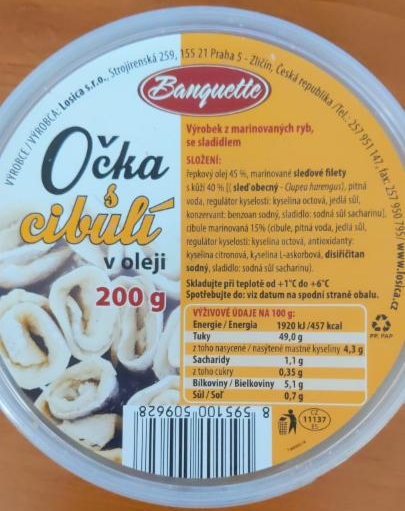 VÝROBCE/VÝROBCA: Losica s.r.o., Strojírenská 259, 155 21 Praha 5 - Zličín, Česká republika /Tel.: 257 951 147, fax: 257 950 795/ www.losica.cz
Banquette
Očka
s
cibulí
v oleji
200 g
Výrobek z marinovaných ryb,
se sladidlem
SLOŽENÍ:
řepkový olej 45 %, marinované sleďové filety
s kůží 40 % [( sleď obecný - Clupea harengus), pitná
voda, regulátor kyselosti: kyselina octová, jedlá sůl,
konzervant: benzoan sodný, sladidlo: sodná sůl sacharinu],
cibule marinovaná 15% (cibule, pitná voda, jedlá sůl,
regulátor kyselosti: kyselina octová, antioxidanty:
kyselina citronová, kyselina L-askorbová, disiřičitan
sodný, sladidlo: sodná sůl sacharinu).
Skladujte při teplotě od +1°C do +6°C
Spotřebujte do: viz datum na spodní straně obalu.
VÝŽIVOVÉ ÚDAJE NA 100 g:
Energie / Energia 1920 kJ/457 kcal
Tuky 49,0 g
z toho nasycené / nasýtené mastné kyseliny 4,3 g
Sacharidy 1,1 g
z toho cukry 0,35 g
Bílkoviny / Bielkoviny 5,1 g
Sůl / Soľ 0,7 g
PP, PAP
8 595100 509628
CZ
11137
ES